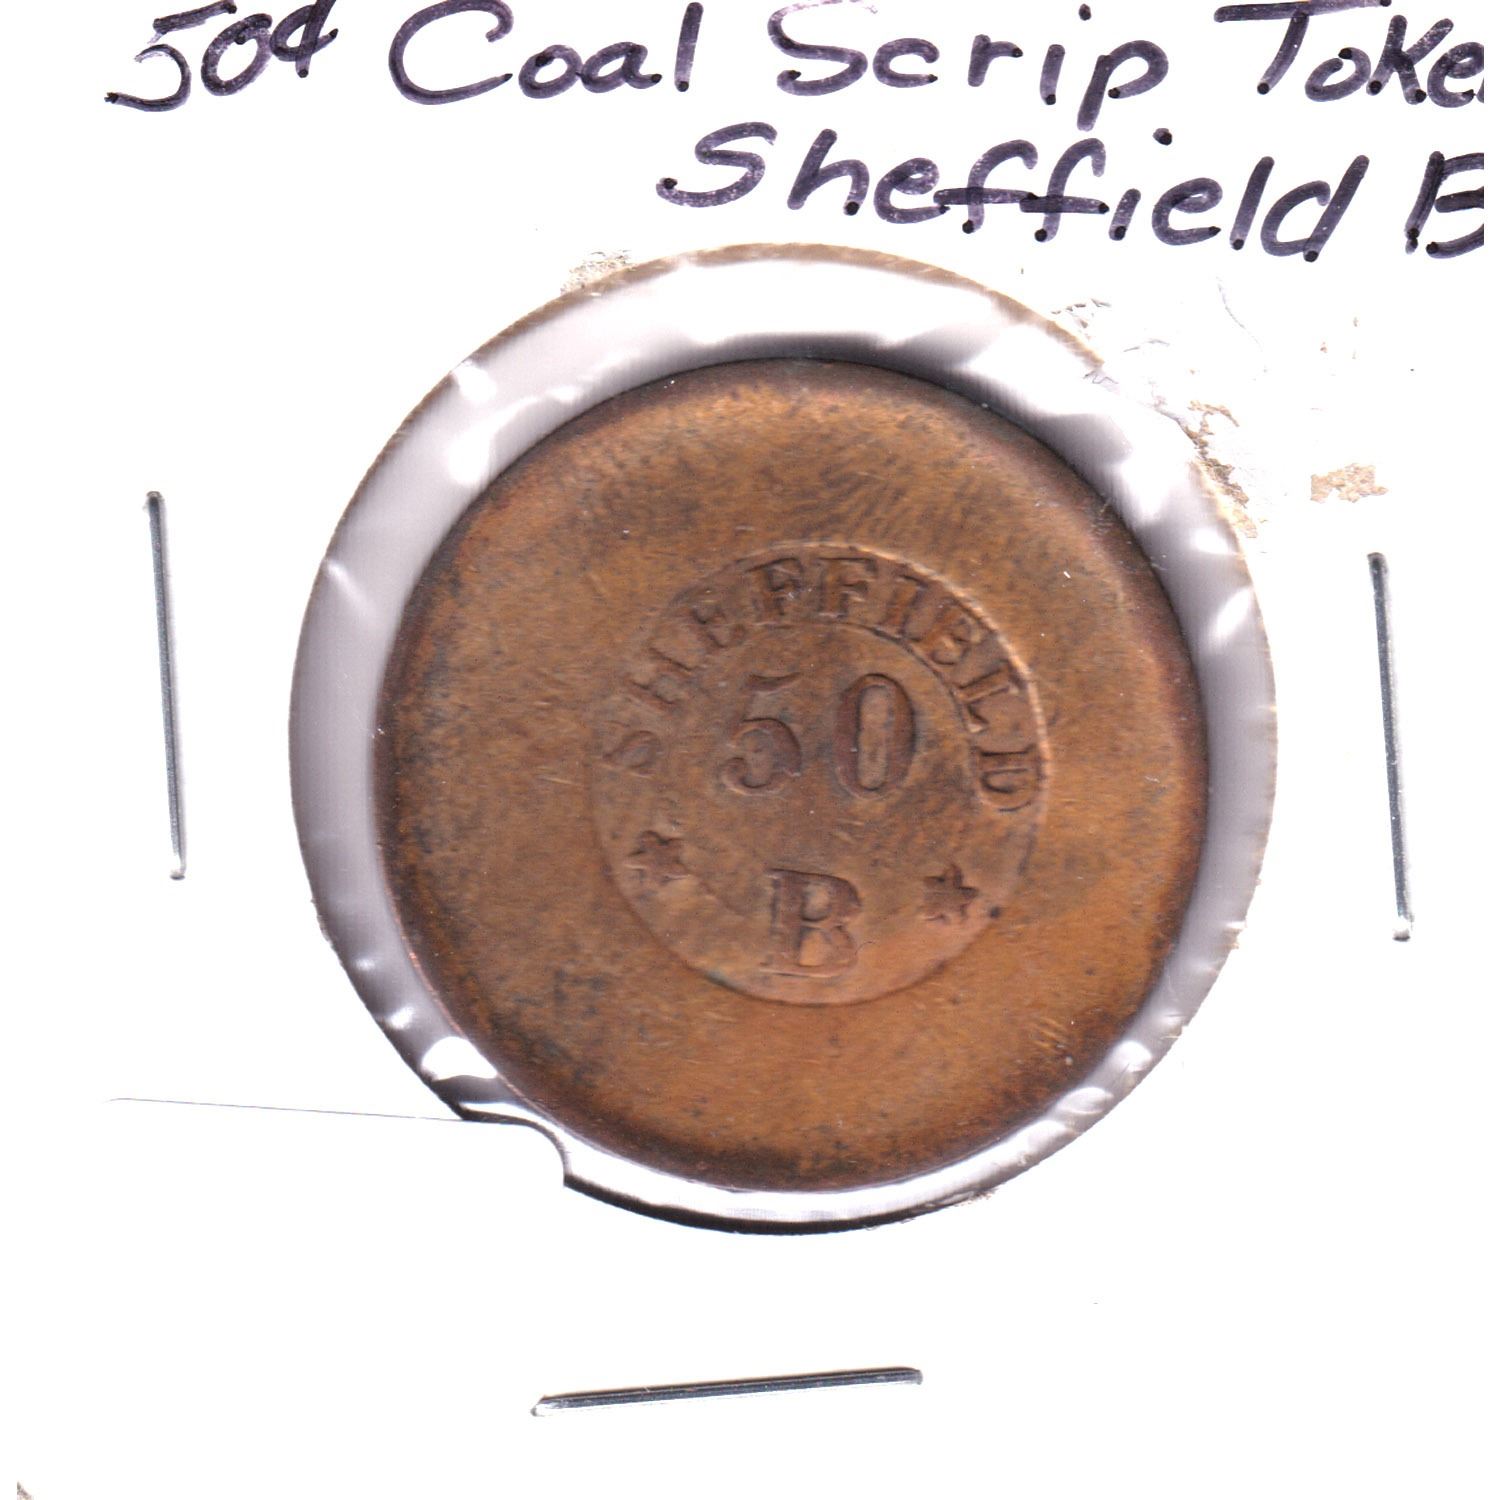 50¢ Coal Scrip Toke
Sheffield B
SHEFFIELD
50
B